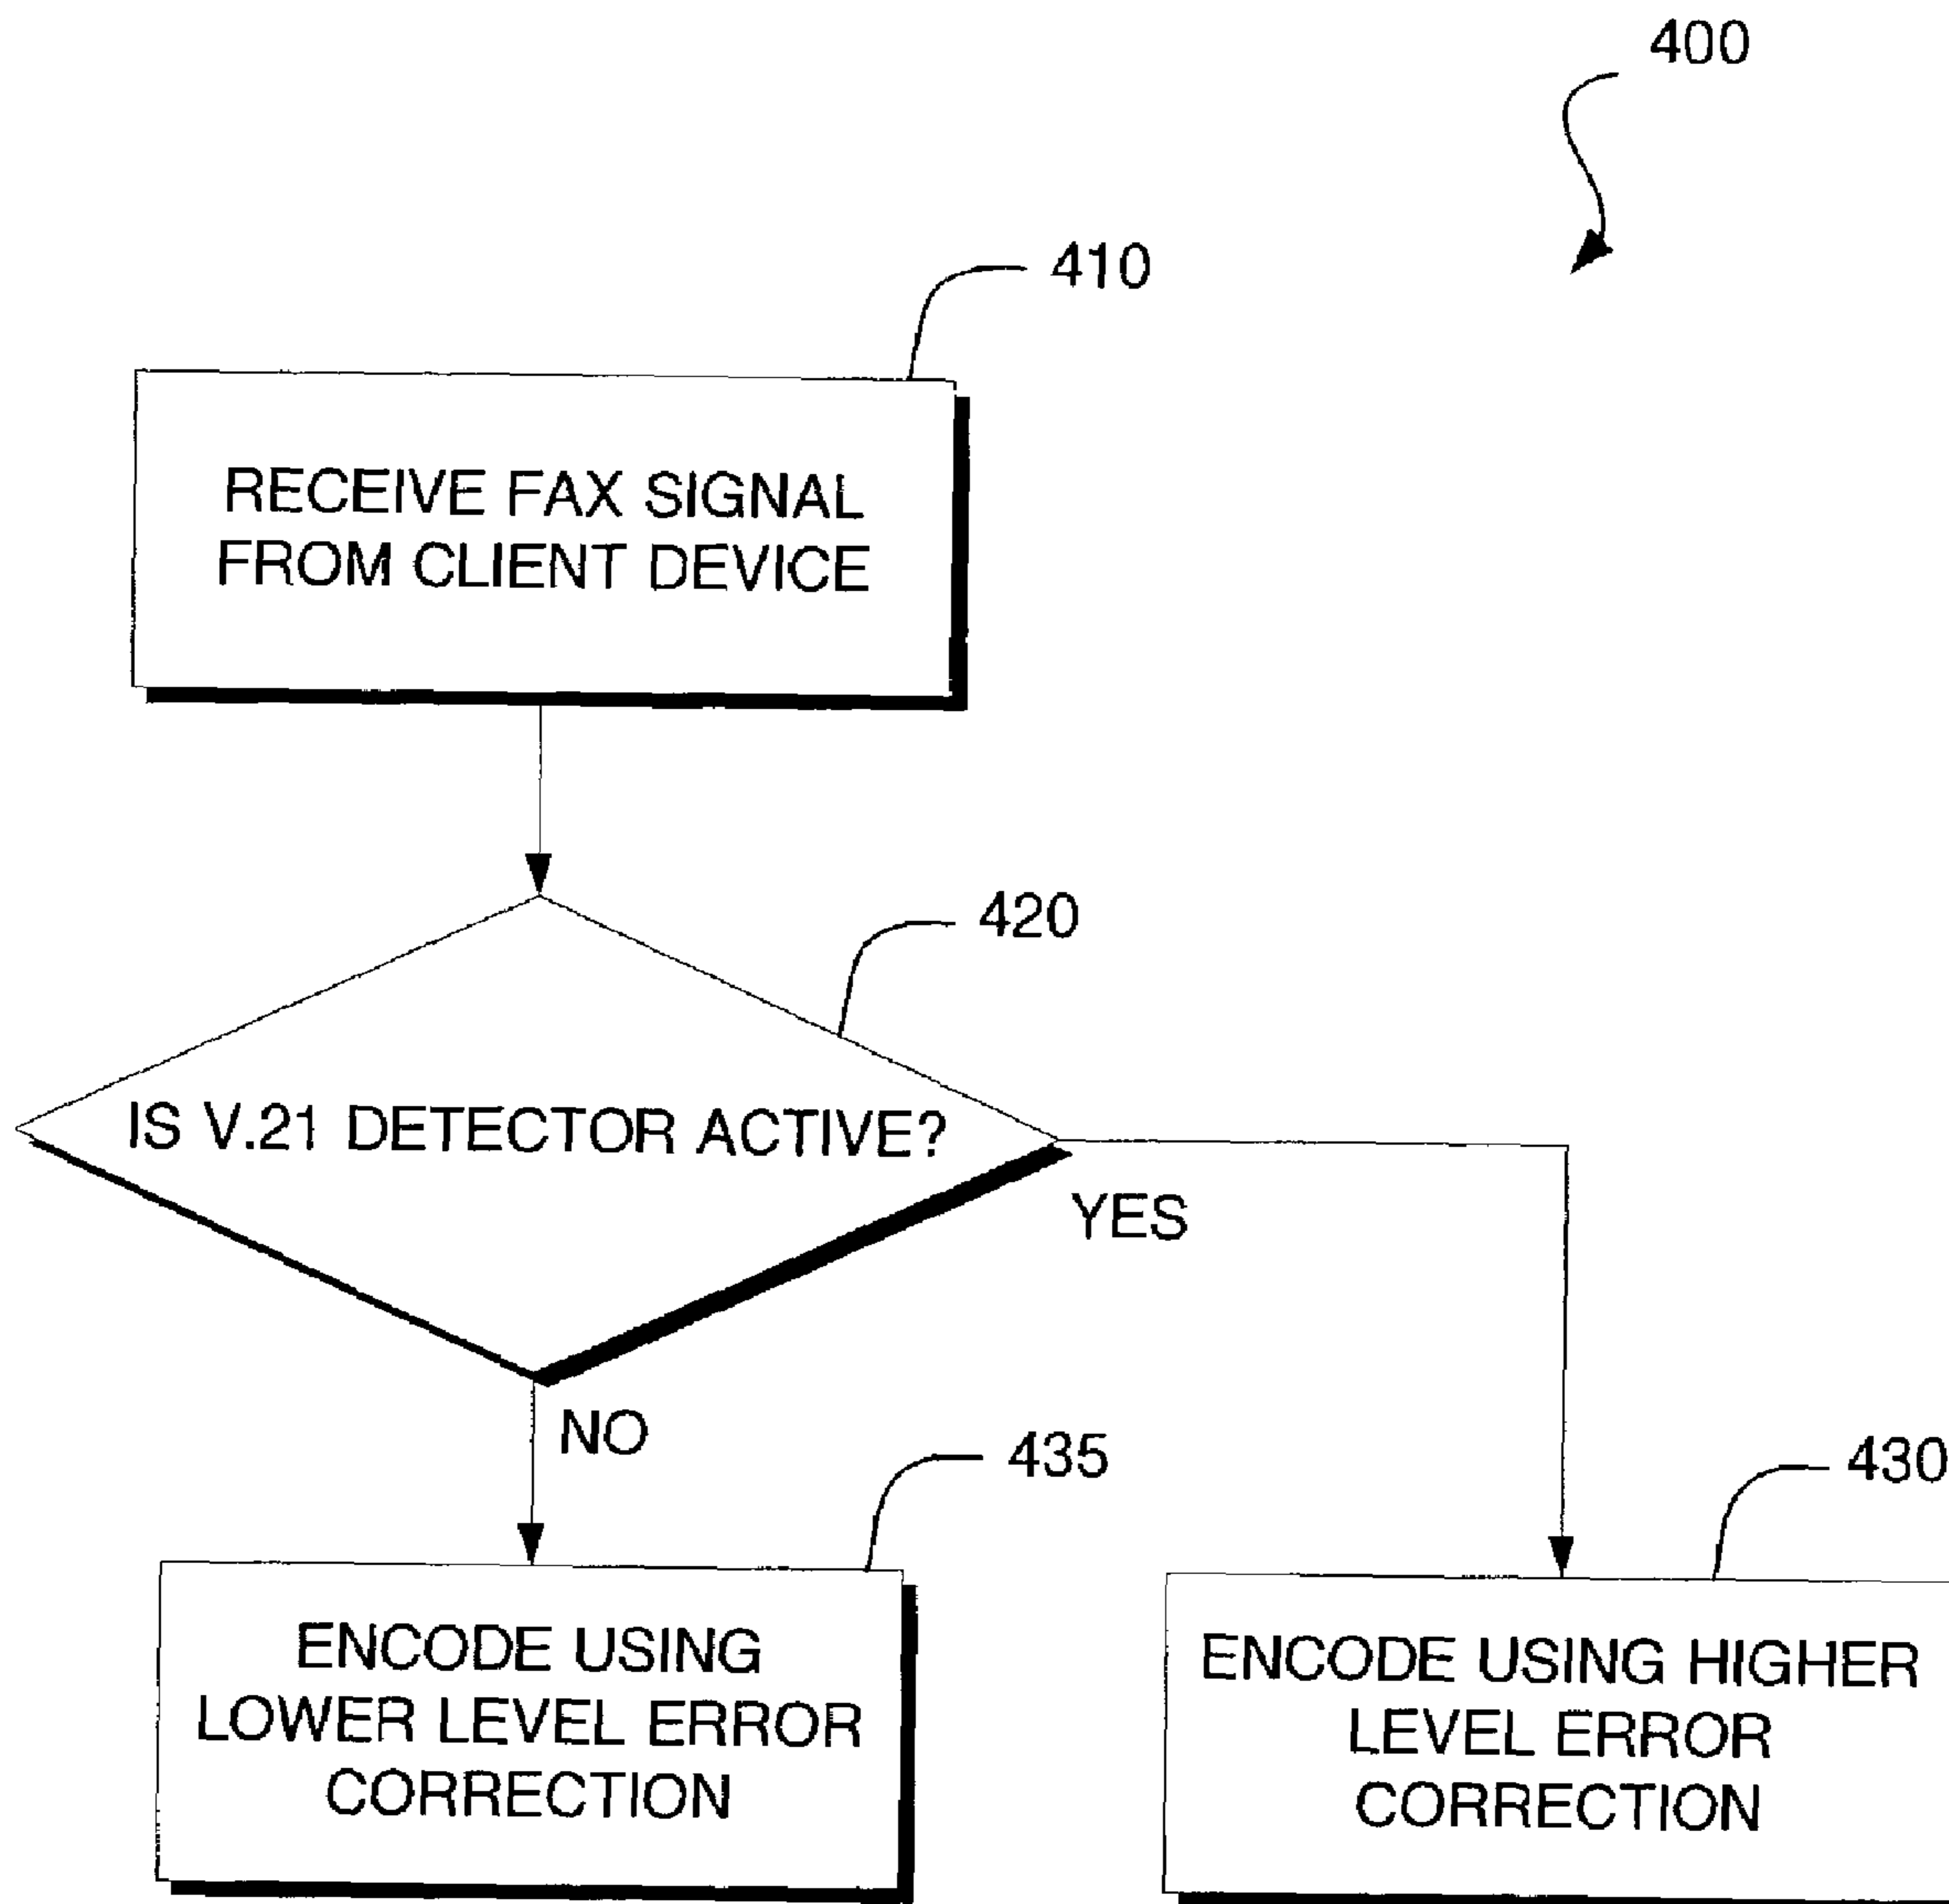 400
410
RECEIVE FAX SIGNAL
FROM CLIENT DEVICE
420
IS V.21 DETECTOR ACTIVE?
YES
NO
435
430
ENCODE USING
LOWER LEVEL ERROR
CORRECTION
ENCODE USING HIGHER
LEVEL ERROR
CORRECTION